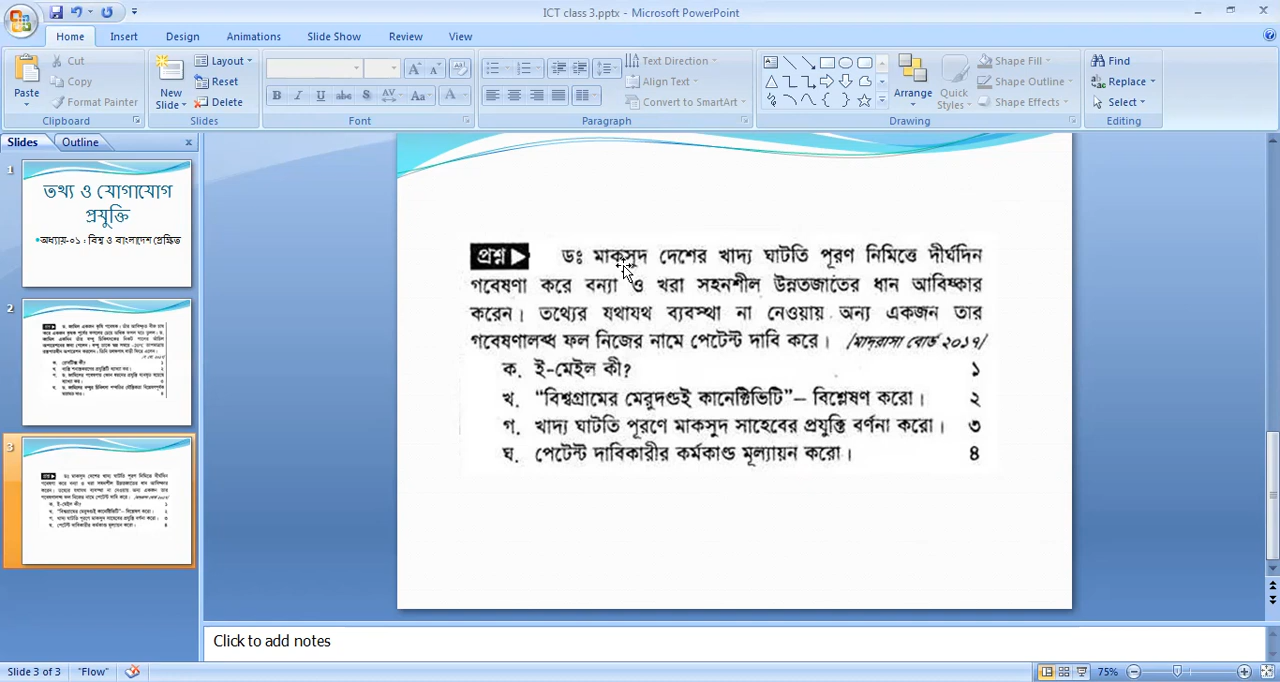 ICT class 3.pptx - Microsoft PowerPoint
Home Insert Design Animations Slide Show Review View
Paste
Cut
Copy
Format Painter
Clipboard
New Slide
Layout
Reset
Delete
Slides
Font
Text Direction
Align Text
Convert to SmartArt
Paragraph
Arrange
Quick Styles
Shape Fill
Shape Outline
Shape Effects
Drawing
Find
Replace
Select
Editing
Slides Outline
1
তথ্য ও যোগাযোগ
প্রযুক্তি
অধ্যায়-০১ : বিশ্ব ও বাংলাদেশ প্রেক্ষিত
2
3
প্রশ্ন ডঃ মাকসুদ দেশের খাদ্য ঘাটতি পূরণ নিমিত্তে দীর্ঘদিন
গবেষণা করে বন্যা ও খরা সহনশীল উন্নতজাতের ধান আবিষ্কার
করেন। তথ্যের যথাযথ ব্যবস্থা না নেওয়ায় অন্য একজন তার
গবেষণালব্ধ ফল নিজের নামে পেটেন্ট দাবি করে। /মাদ্রাসা বোর্ড ২০১৭/
ক. ই-মেইল কী? ১
খ. “বিশ্বগ্রামের মেরুদণ্ডই কানেক্টিভিটি”– বিশ্লেষণ করো। ২
গ. খাদ্য ঘাটতি পূরণে মাকসুদ সাহেবের প্রযুক্তি বর্ণনা করো। ৩
ঘ. পেটেন্ট দাবিকারীর কর্মকাণ্ড মূল্যায়ন করো। ৪
Click to add notes
Slide 3 of 3 "Flow" 75%